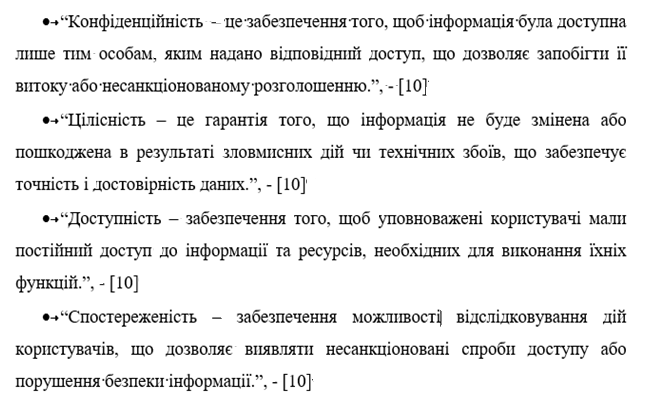 ●→“Конфіденційність - це забезпечення того, щоб інформація була доступна
лише тим особам, яким надано відповідний доступ, що дозволяє запобігти її
витоку або несанкціонованому розголошенню.”, - [10]
●→“Цілісність – це гарантія того, що інформація не буде змінена або
пошкоджена в результаті зловмисних дій чи технічних збоїв, що забезпечує
точність і достовірність даних.”, - [10]
●→“Доступність – забезпечення того, щоб уповноважені користувачі мали
постійний доступ до інформації та ресурсів, необхідних для виконання їхніх
функцій.”, - [10]
●→“Спостереженість – забезпечення можливості відслідковування дій
користувачів, що дозволяє виявляти несанкціоновані спроби доступу або
порушення безпеки інформації.”, - [10]